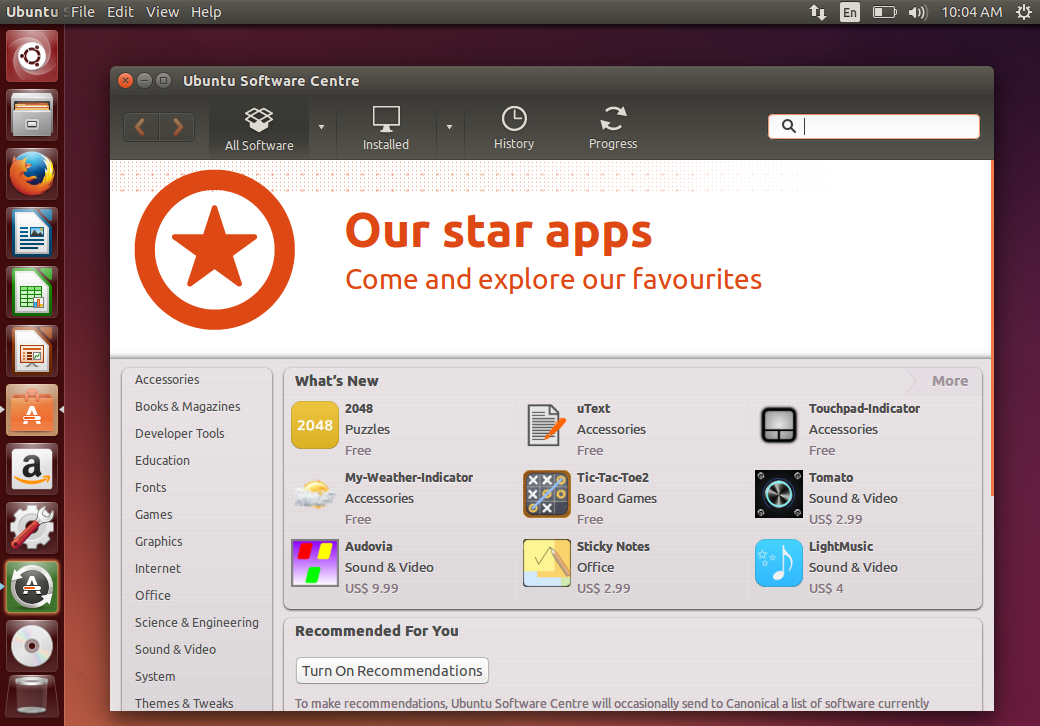 Ubuntu S File Edit View Help
En
10:04 AM
Ubuntu Software Centre
All Software
Installed
History
Progress
Our star apps
Come and explore our favourites
Accessories
Books & Magazines
Developer Tools
Education
Fonts
Games
Graphics
Internet
Office
Science & Engineering
Sound & Video
System
Themes & Tweaks
What's New
More
2048
2048
Puzzles
Free
uText
Accessories
Free
Touchpad-Indicator
Accessories
Free
My-Weather-Indicator
Accessories
Free
Tic-Tac-Toe2
Board Games
Free
Tomato
Sound & Video
US$ 2.99
Audovia
Sound & Video
US$ 9.99
Sticky Notes
Office
US$ 2.99
LightMusic
Sound & Video
US$ 4
Recommended For You
Turn On Recommendations
To make recommendations, Ubuntu Software Centre will occasionally send to Canonical a list of software currently
a